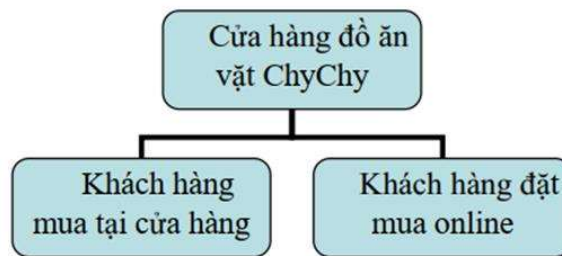 Cửa hàng đồ ăn
vặt ChyChy
Khách hàng
mua tại cửa hàng
Khách hàng đặt
mua online